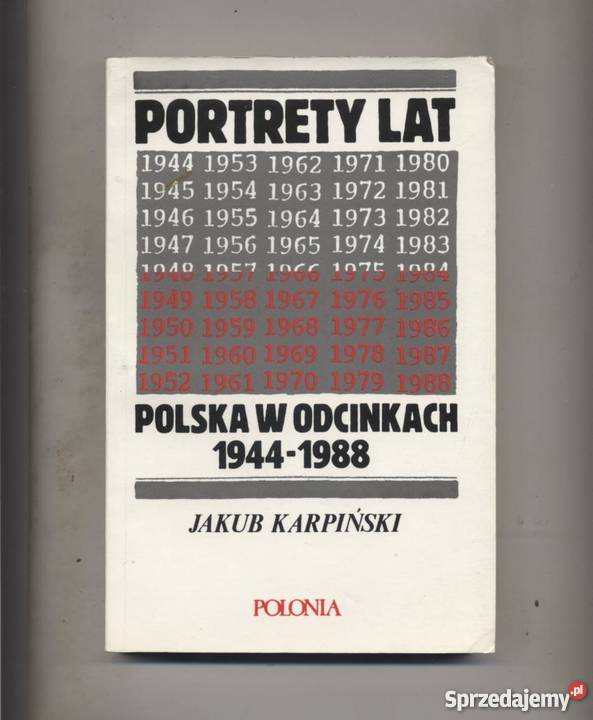 PORTRETY LAT
1944 1953 1962 1971 1980
1945 1954 1963 1972 1981
1946 1955 1964 1973 1982
1947 1956 1965 1974 1983
1948 1957 1966 1975 1984
1949 1958 1967 1976 1985
1950 1959 1968 1977 1986
1951 1960 1969 1978 1987
1952 1961 1970 1979 1988
POLSKA W ODCINKACH
1944-1988
JAKUB KARPIŃSKI
POLONIA
Sprzedajemy.pl